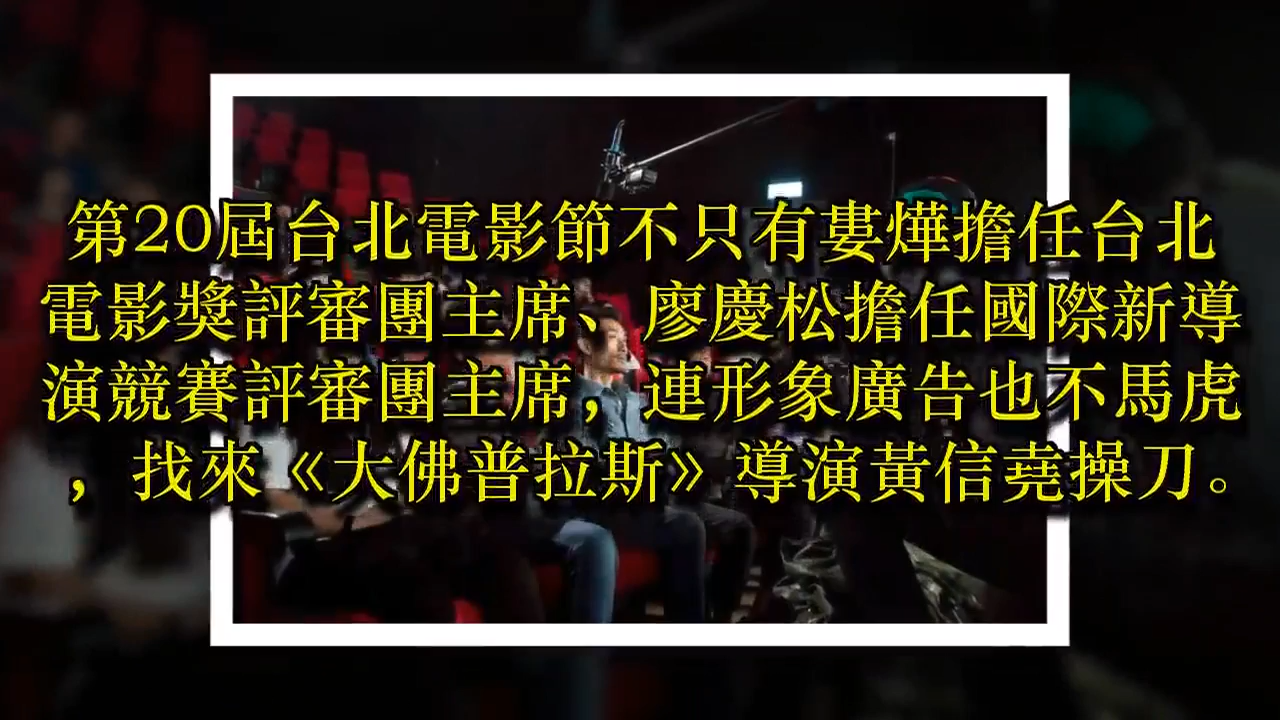 第20屆台北電影節不只有婁燁擔任台北
電影獎評審團主席、廖慶松擔任國際新導
演競賽評審團主席，連形象廣告也不馬虎
，找來《大佛普拉斯》導演黃信堯操刀。